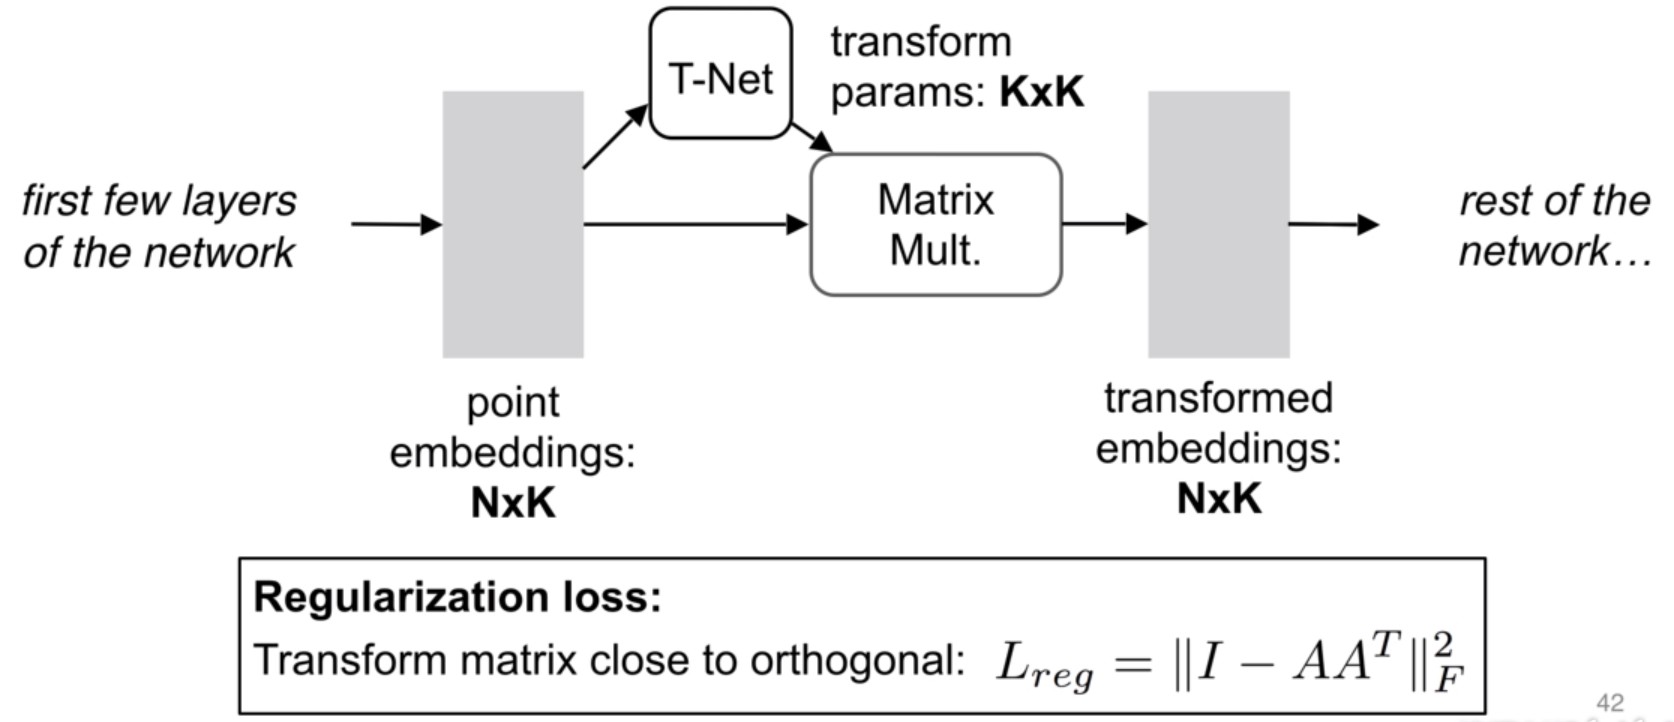 T-Net
transform
params: KxK
first few layers
of the network
Matrix
Mult.
rest of the
network…
point
embeddings:
NxK
transformed
embeddings:
NxK
Regularization loss:
Transform matrix close to orthogonal: L_{reg} = \|I - AA^T\|_F^2
42